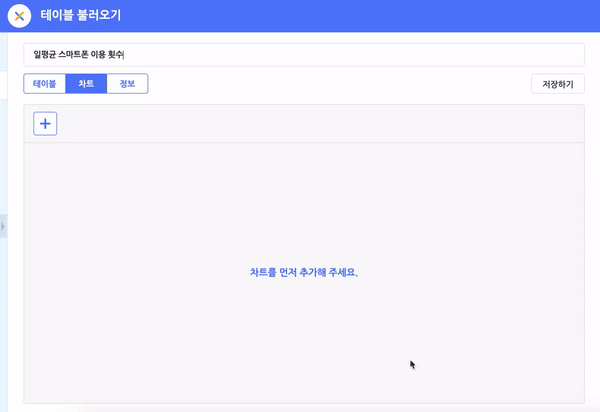 테이블 불러오기
일평균 스마트폰 이용 횟수
테이블 차트 정보 저장하기
차트를 먼저 추가해 주세요.